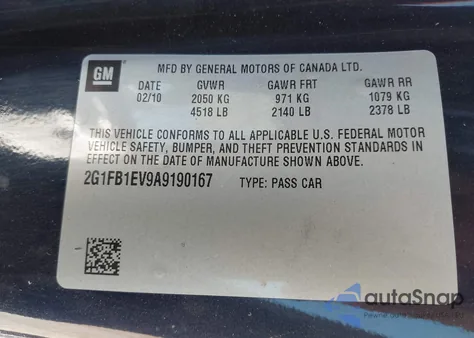 GM
MFD BY GENERAL MOTORS OF CANADA LTD.
DATE GVWR GAWR FRT GAWR RR
02/10 2050 KG 971 KG 1079 KG
4518 LB 2140 LB 2378 LB
THIS VEHICLE CONFORMS TO ALL APPLICABLE U.S. FEDERAL MOTOR
VEHICLE SAFETY, BUMPER, AND THEFT PREVENTION STANDARDS
IN EFFECT ON THE DATE OF MANUFACTURE SHOWN ABOVE.
2G1FB1EV9A9190167 TYPE: PASS CAR
autoSnap